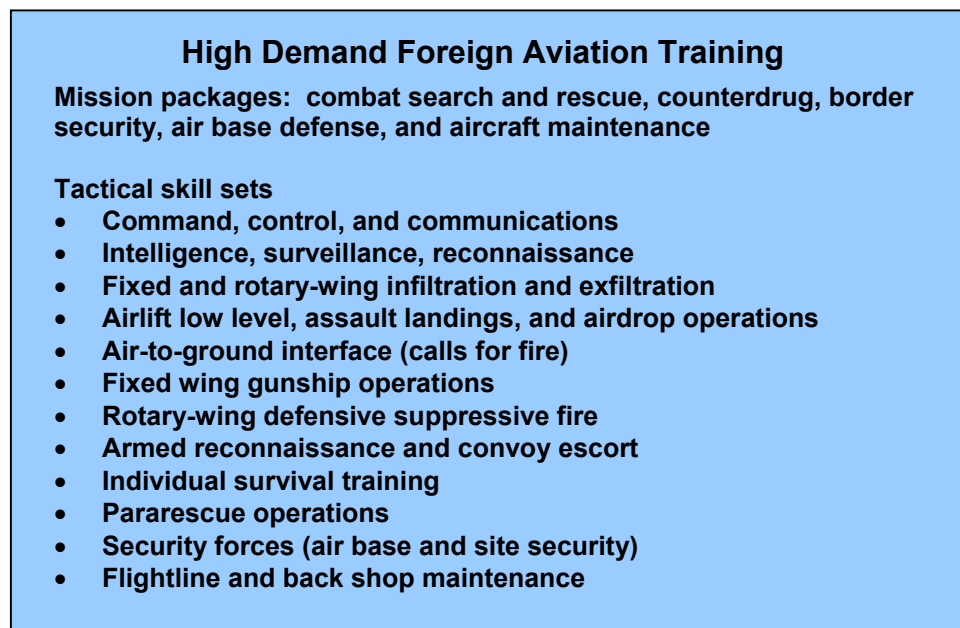 High Demand Foreign Aviation Training
Mission packages:  combat search and rescue, counterdrug, border
security, air base defense, and aircraft maintenance
Tactical skill sets
• Command, control, and communications
• Intelligence, surveillance, reconnaissance
• Fixed and rotary-wing infiltration and exfiltration
• Airlift low level, assault landings, and airdrop operations
• Air-to-ground interface (calls for fire)
• Fixed wing gunship operations
• Rotary-wing defensive suppressive fire
• Armed reconnaissance and convoy escort
• Individual survival training
• Pararescue operations
• Security forces (air base and site security)
• Flightline and back shop maintenance